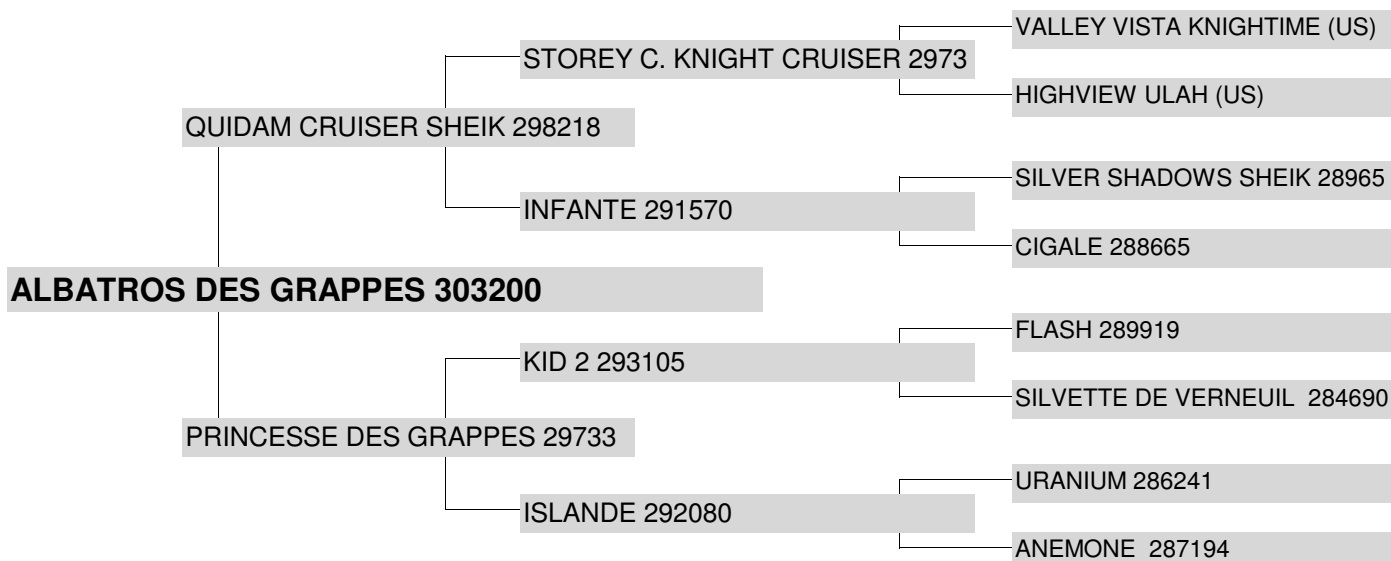 VALLEY VISTA KNIGHTIME (US)
STOREY C. KNIGHT CRUISER 2973
HIGHVIEW ULAH (US)
QUIDAM CRUISER SHEIK 298218
SILVER SHADOWS SHEIK 28965
INFANTE 291570
CIGALE 288665
ALBATROS DES GRAPPES 303200
FLASH 289919
KID 2 293105
SILVETTE DE VERNEUIL 284690
PRINCESSE DES GRAPPES 29733
URANIUM 286241
ISLANDE 292080
ANEMONE 287194